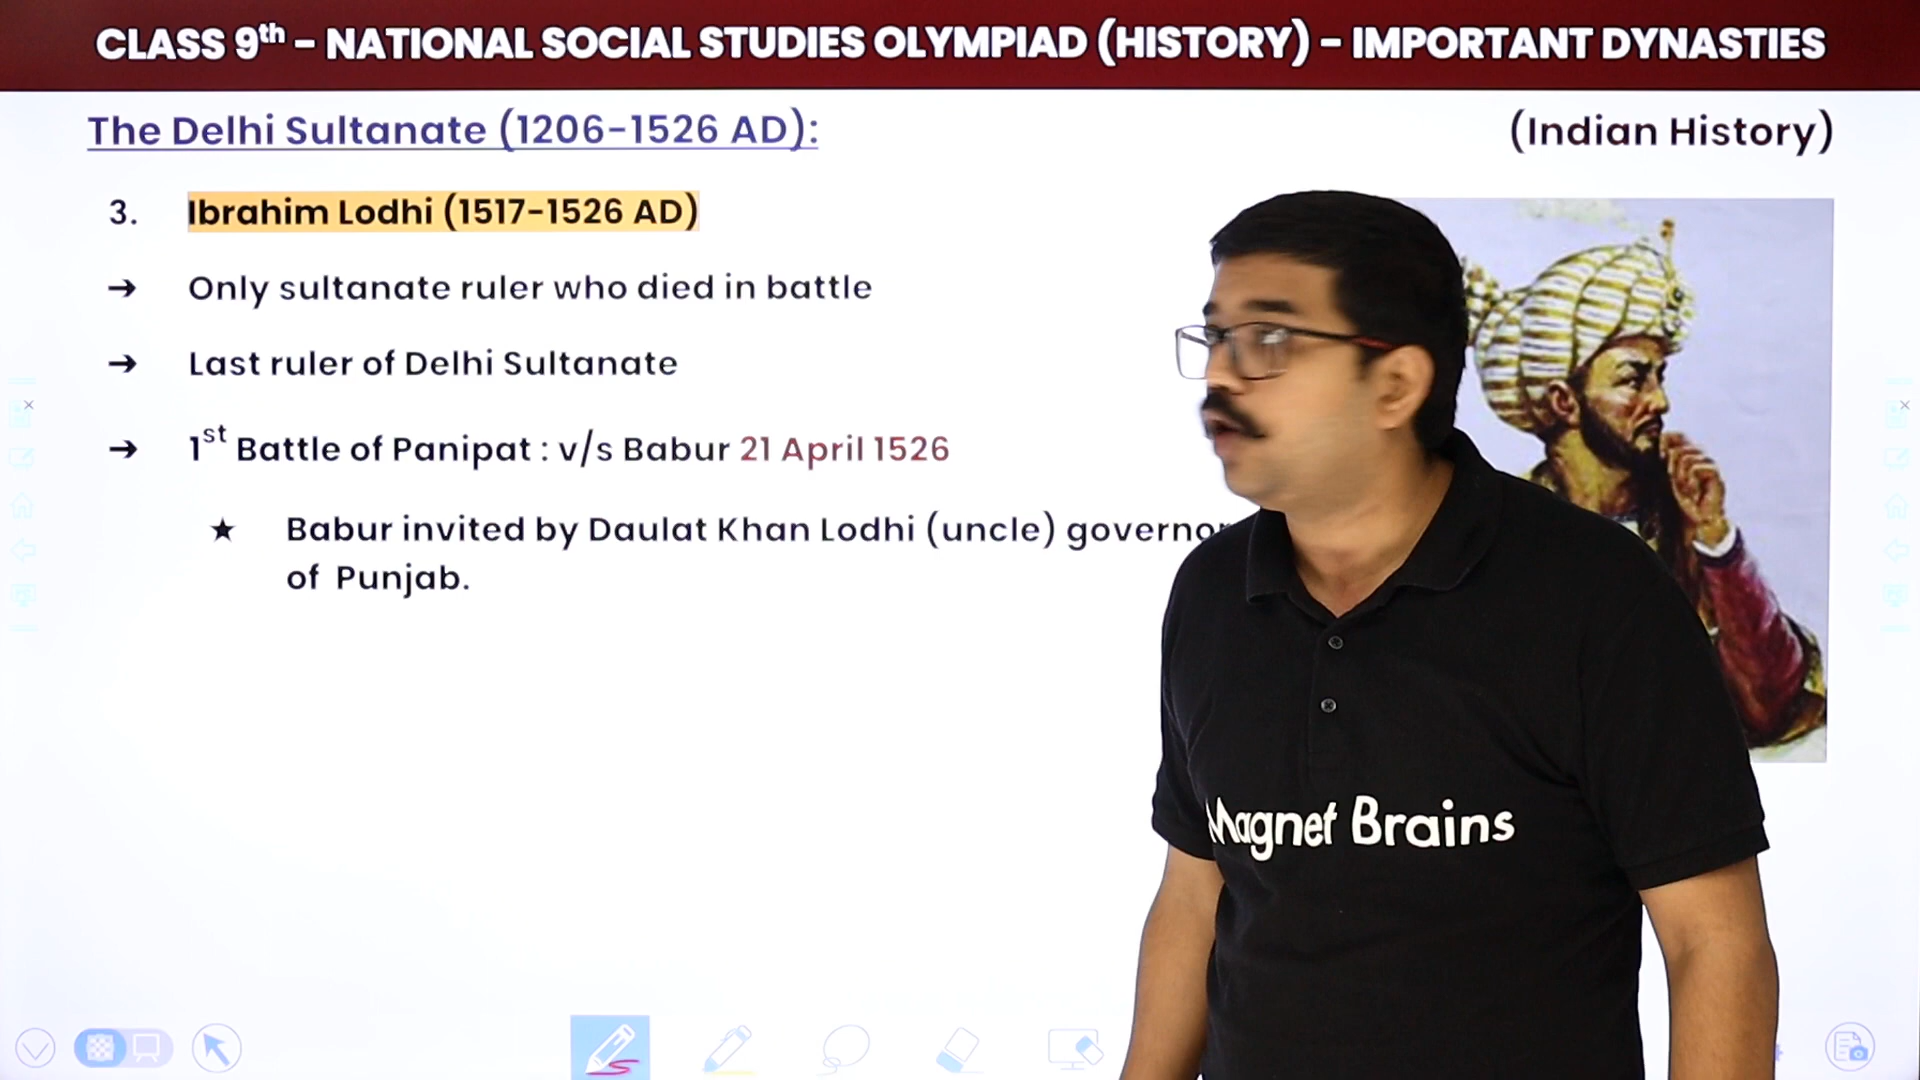 CLASS 9th - NATIONAL SOCIAL STUDIES OLYMPIAD (HISTORY) - IMPORTANT DYNASTIES
The Delhi Sultanate (1206-1526 AD):
(Indian History)
3. Ibrahim Lodhi (1517-1526 AD)
→ Only sultanate ruler who died in battle
→ Last ruler of Delhi Sultanate
→ 1st Battle of Panipat : v/s Babur 21 April 1526
★ Babur invited by Daulat Khan Lodhi (uncle) governor
of Punjab.
Magnet Brains